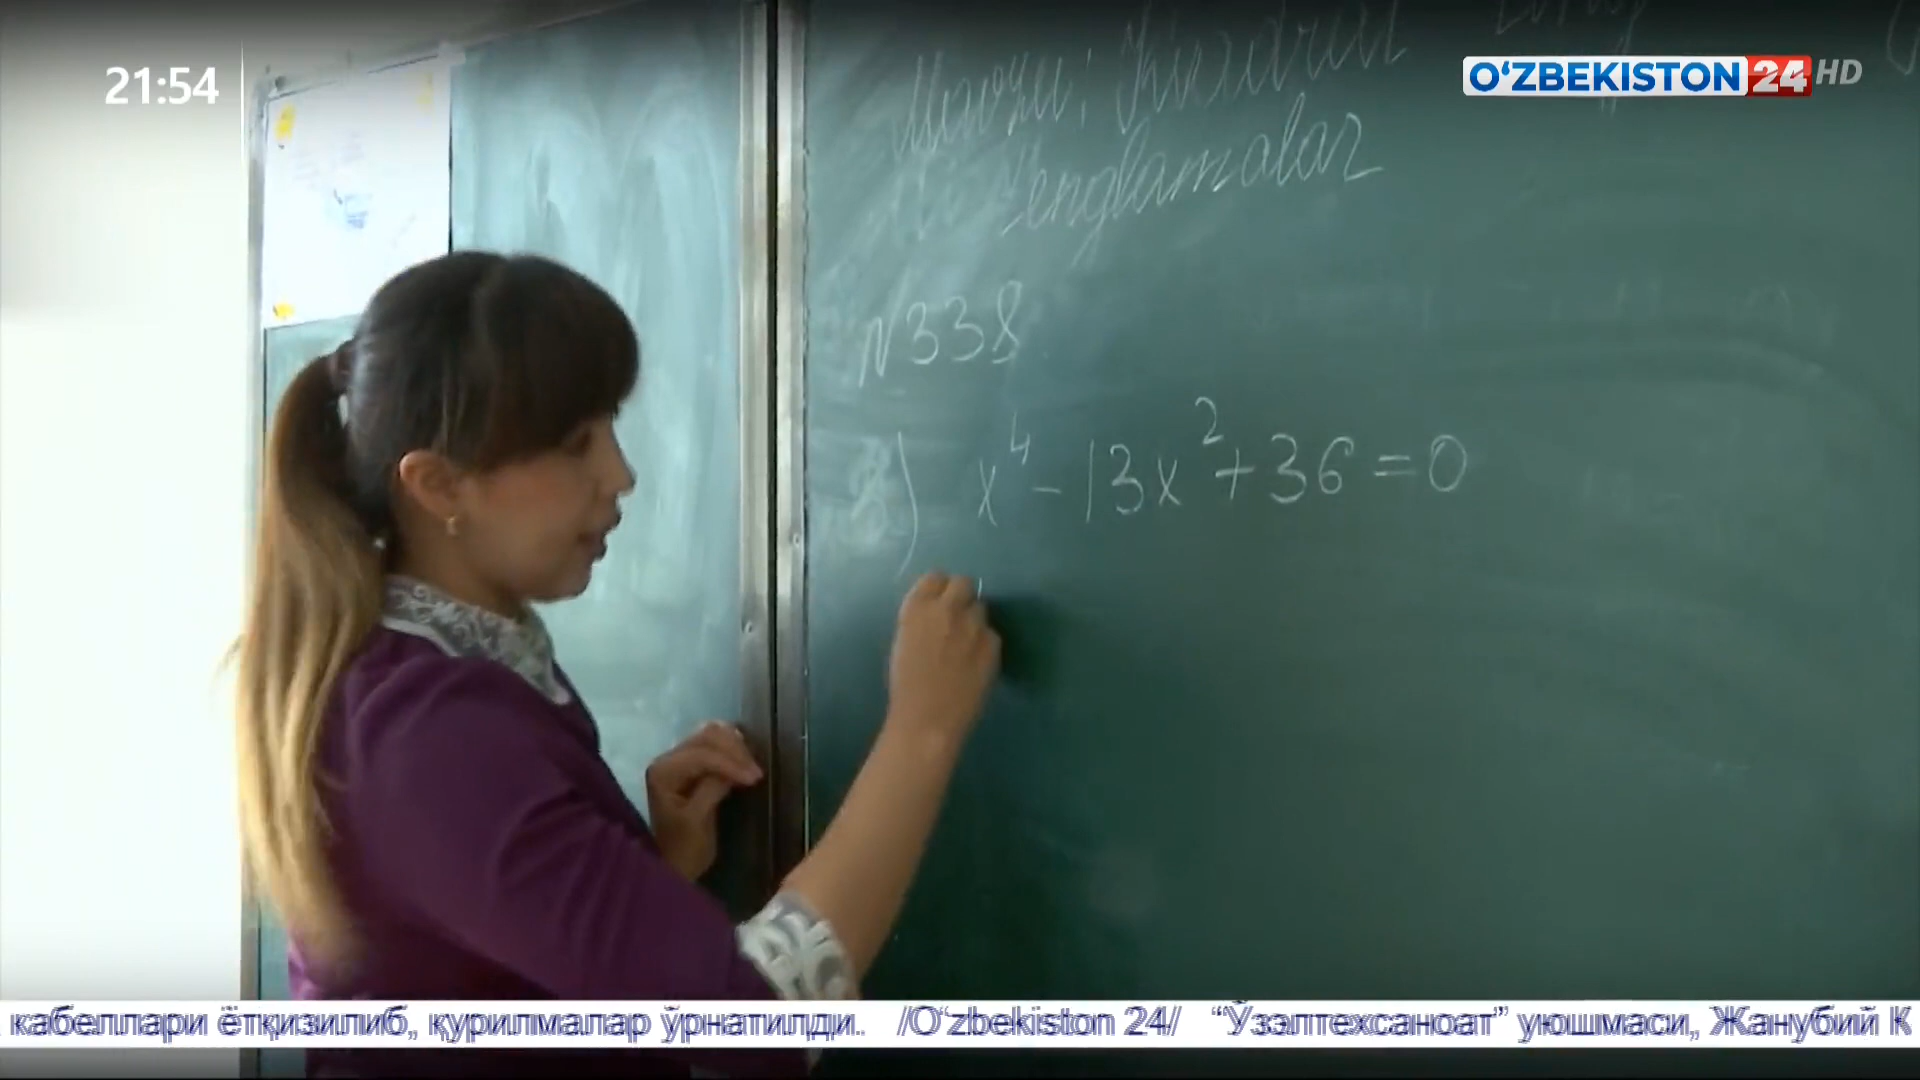 21:54
O‘ZBEKISTON 24 HD
Mavzu: Kvadrat
tenglamalar
N338
x⁴ - 13x² + 36 = 0
кабеллари ётқизилиб, қурилмалар ўрнатилди. /O‘zbekiston 24/ “Ўзэлтехсаноат” уюшмаси, Жанубий К